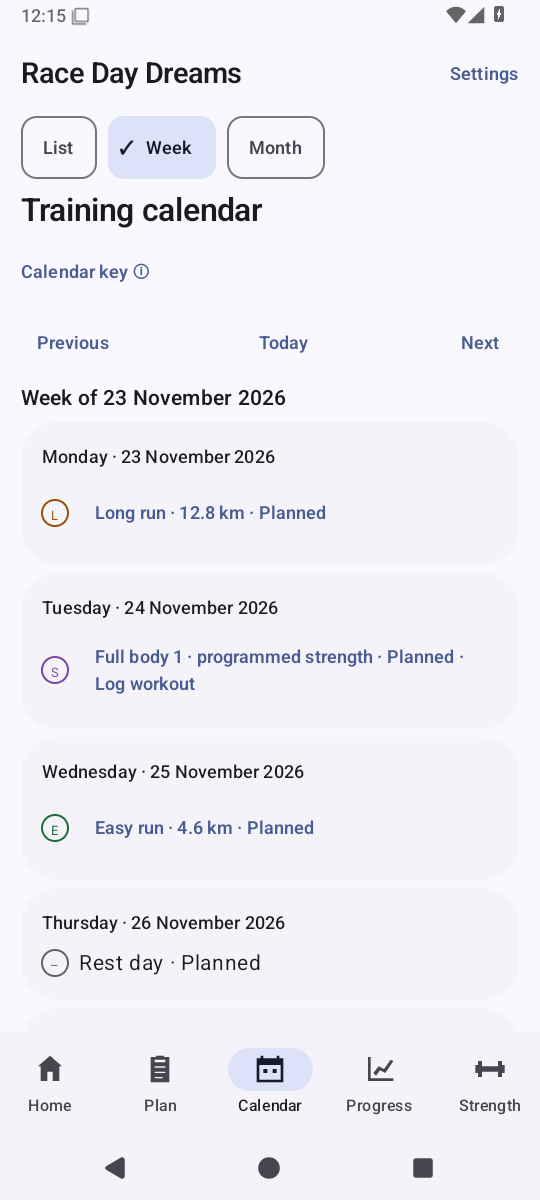 12:15
Race Day Dreams
Settings
List
✓ Week
Month
Training calendar
Calendar key ⓘ
Previous
Today
Next
Week of 23 November 2026
Monday · 23 November 2026
L
Long run · 12.8 km · Planned
Tuesday · 24 November 2026
S
Full body 1 · programmed strength · Planned ·
Log workout
Wednesday · 25 November 2026
E
Easy run · 4.6 km · Planned
Thursday · 26 November 2026
–
Rest day · Planned
Home
Plan
Calendar
Progress
Strength